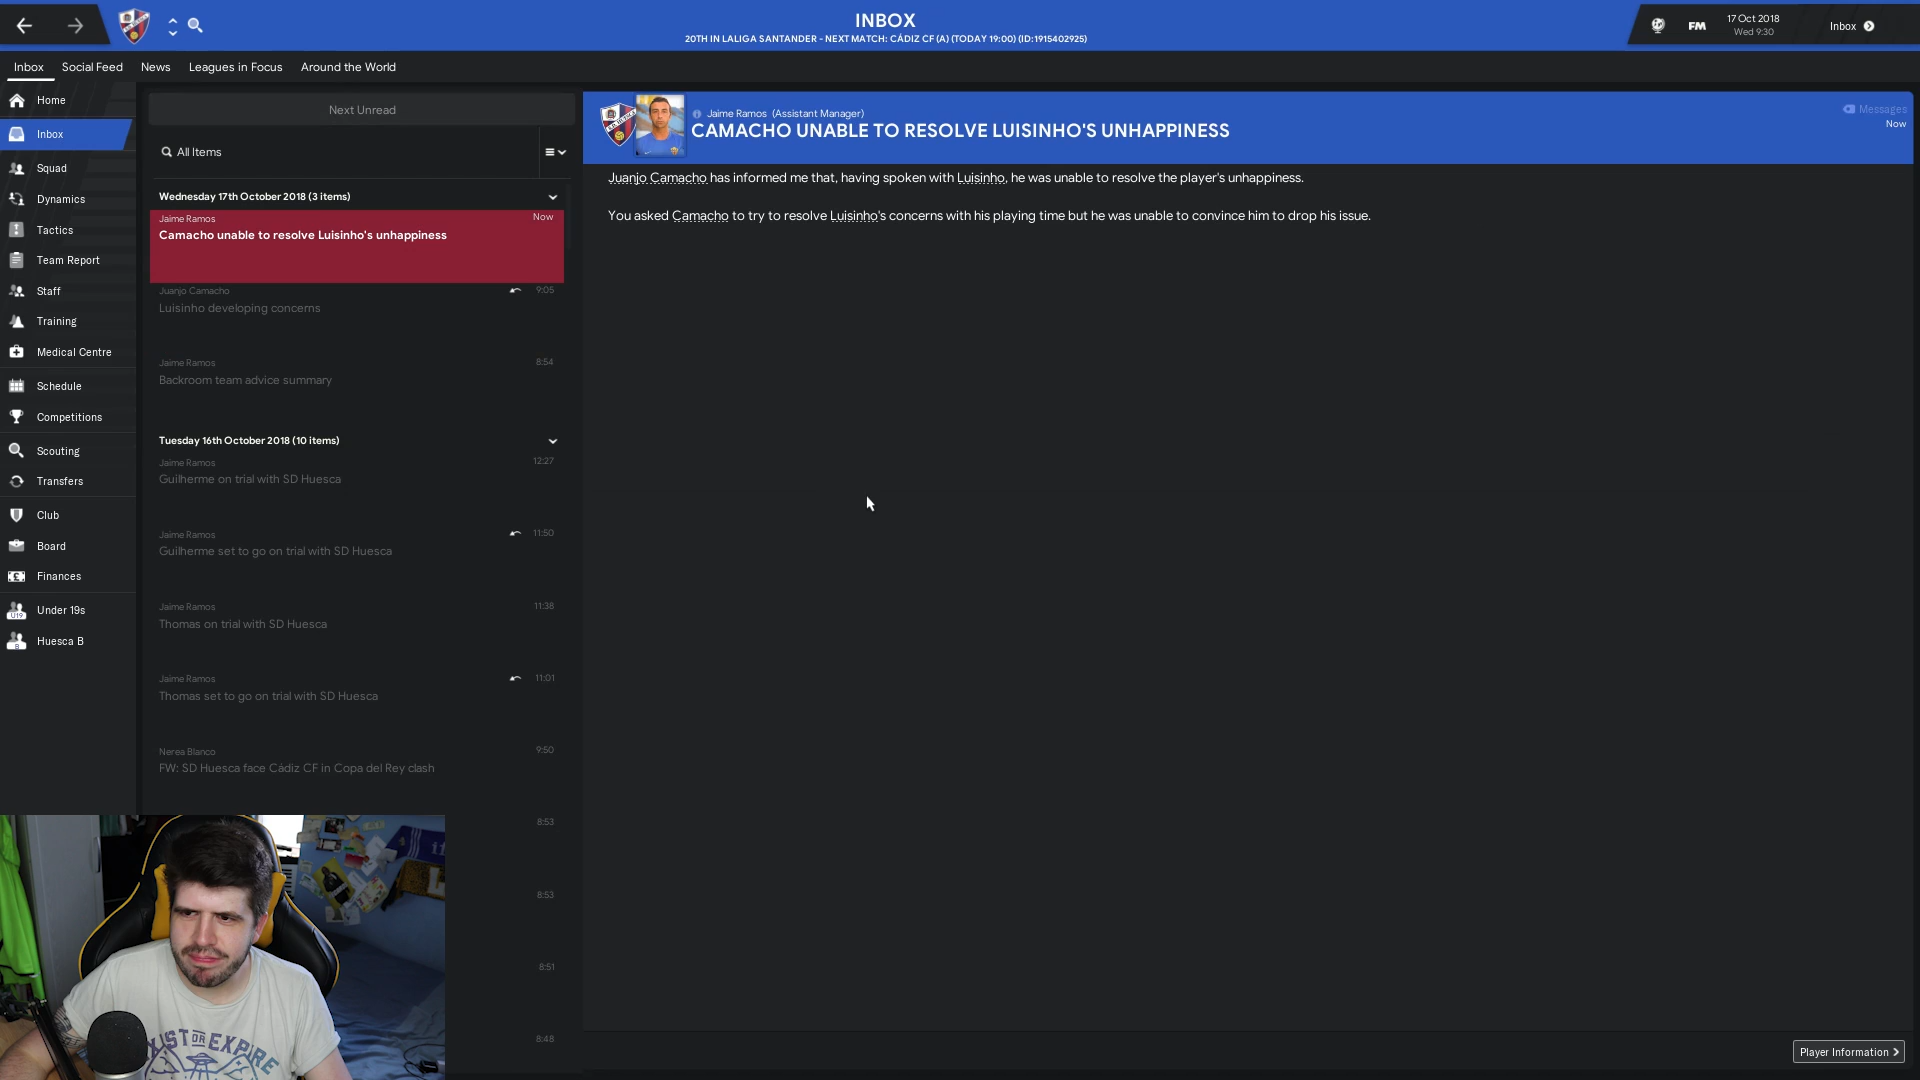 INBOX
20TH IN LALIGA SANTANDER - NEXT MATCH: CÁDIZ CF (A) (TODAY 19:00) (ID:1915402925)
FM
17 Oct 2018
Wed 9:30
Inbox
Inbox
Social Feed
News
Leagues in Focus
Around the World
Home
Inbox
Squad
Dynamics
Tactics
Team Report
Staff
Training
Medical Centre
Schedule
Competitions
Scouting
Transfers
Club
Board
Finances
Under 19s
Huesca B
Next Unread
All Items
Wednesday 17th October 2018 (3 items)
Jaime Ramos
Now
Camacho unable to resolve Luisinho's unhappiness
Juanjo Camacho
9:05
Luisinho developing concerns
Jaime Ramos
8:54
Backroom team advice summary
Tuesday 16th October 2018 (10 items)
Jaime Ramos
12:27
Guilherme on trial with SD Huesca
Jaime Ramos
11:50
Guilherme set to go on trial with SD Huesca
Jaime Ramos
11:38
Thomas on trial with SD Huesca
Jaime Ramos
11:01
Thomas set to go on trial with SD Huesca
Nerea Blanco
9:50
FW: SD Huesca face Cádiz CF in Copa del Rey clash
8:53
8:53
8:51
8:48
Jaime Ramos (Assistant Manager)
CAMACHO UNABLE TO RESOLVE LUISINHO'S UNHAPPINESS
Messages
Now
Juanjo Camacho has informed me that, having spoken with Luisinho, he was unable to resolve the player's unhappiness.
You asked Camacho to try to resolve Luisinho's concerns with his playing time but he was unable to convince him to drop his issue.
Player Information
OR EXPIRE